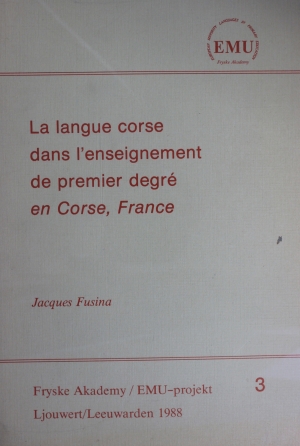 EMU
Fryske Akademy
La langue corse
dans l'enseignement
de premier degré
en Corse, France
Jacques Fusina
Fryske Akademy / EMU-projekt 3
Ljouwert/Leeuwarden 1988